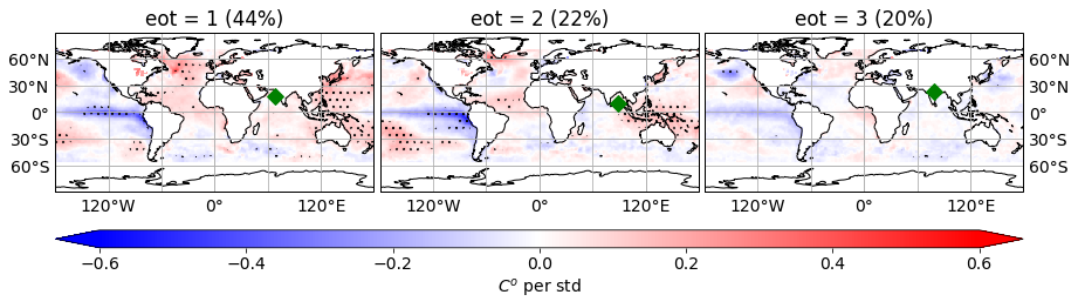 eot = 1 (44%) eot = 2 (22%) eot = 3 (20%)
60°N 60°N
30°N 30°N
0° 0°
30°S 30°S
60°S 60°S
120°W 0° 120°E 120°W 0° 120°E 120°W 0° 120°E
−0.6 −0.4 −0.2 0.0 0.2 0.4 0.6
C° per std